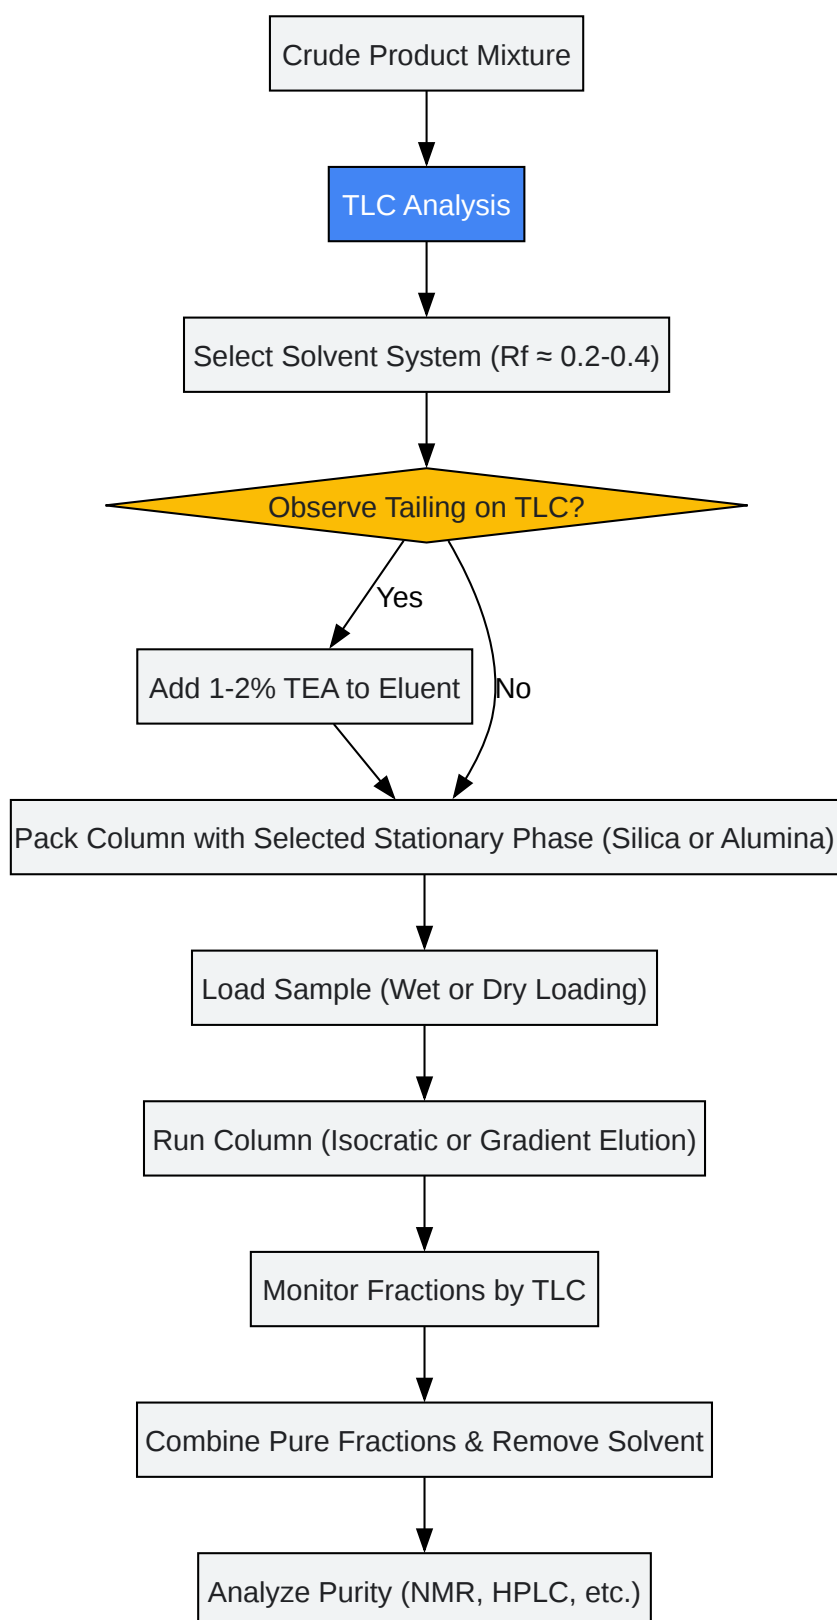 Crude Product Mixture
TLC Analysis
Select Solvent System (Rf ≈ 0.2-0.4)
Observe Tailing on TLC?
Yes
Add 1-2% TEA to Eluent
No
Pack Column with Selected Stationary Phase (Silica or Alumina)
Load Sample (Wet or Dry Loading)
Run Column (Isocratic or Gradient Elution)
Monitor Fractions by TLC
Combine Pure Fractions & Remove Solvent
Analyze Purity (NMR, HPLC, etc.)